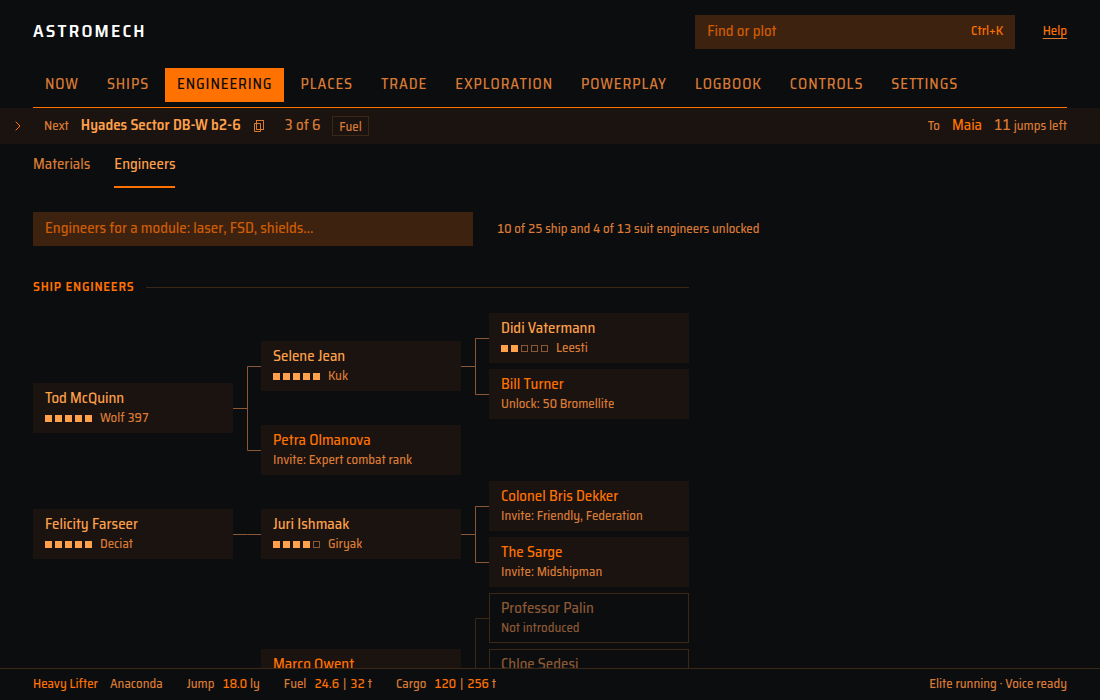 ASTROMECH
Find or plot Ctrl+K
Help
NOW SHIPS ENGINEERING PLACES TRADE EXPLORATION POWERPLAY LOGBOOK CONTROLS SETTINGS
Next Hyades Sector DB-W b2-6 3 of 6 Fuel To Maia 11 jumps left
Materials Engineers
Engineers for a module: laser, FSD, shields...
10 of 25 ship and 4 of 13 suit engineers unlocked
SHIP ENGINEERS
Tod McQuinn
Wolf 397
Selene Jean
Kuk
Didi Vatermann
Leesti
Bill Turner
Unlock: 50 Bromellite
Petra Olmanova
Invite: Expert combat rank
Felicity Farseer
Deciat
Juri Ishmaak
Giryak
Colonel Bris Dekker
Invite: Friendly, Federation
The Sarge
Invite: Midshipman
Professor Palin
Not introduced
Marco Qwent
Chloe Sedesi
Heavy Lifter Anaconda Jump 18.0 ly Fuel 24.6 | 32 t Cargo 120 | 256 t Elite running · Voice ready